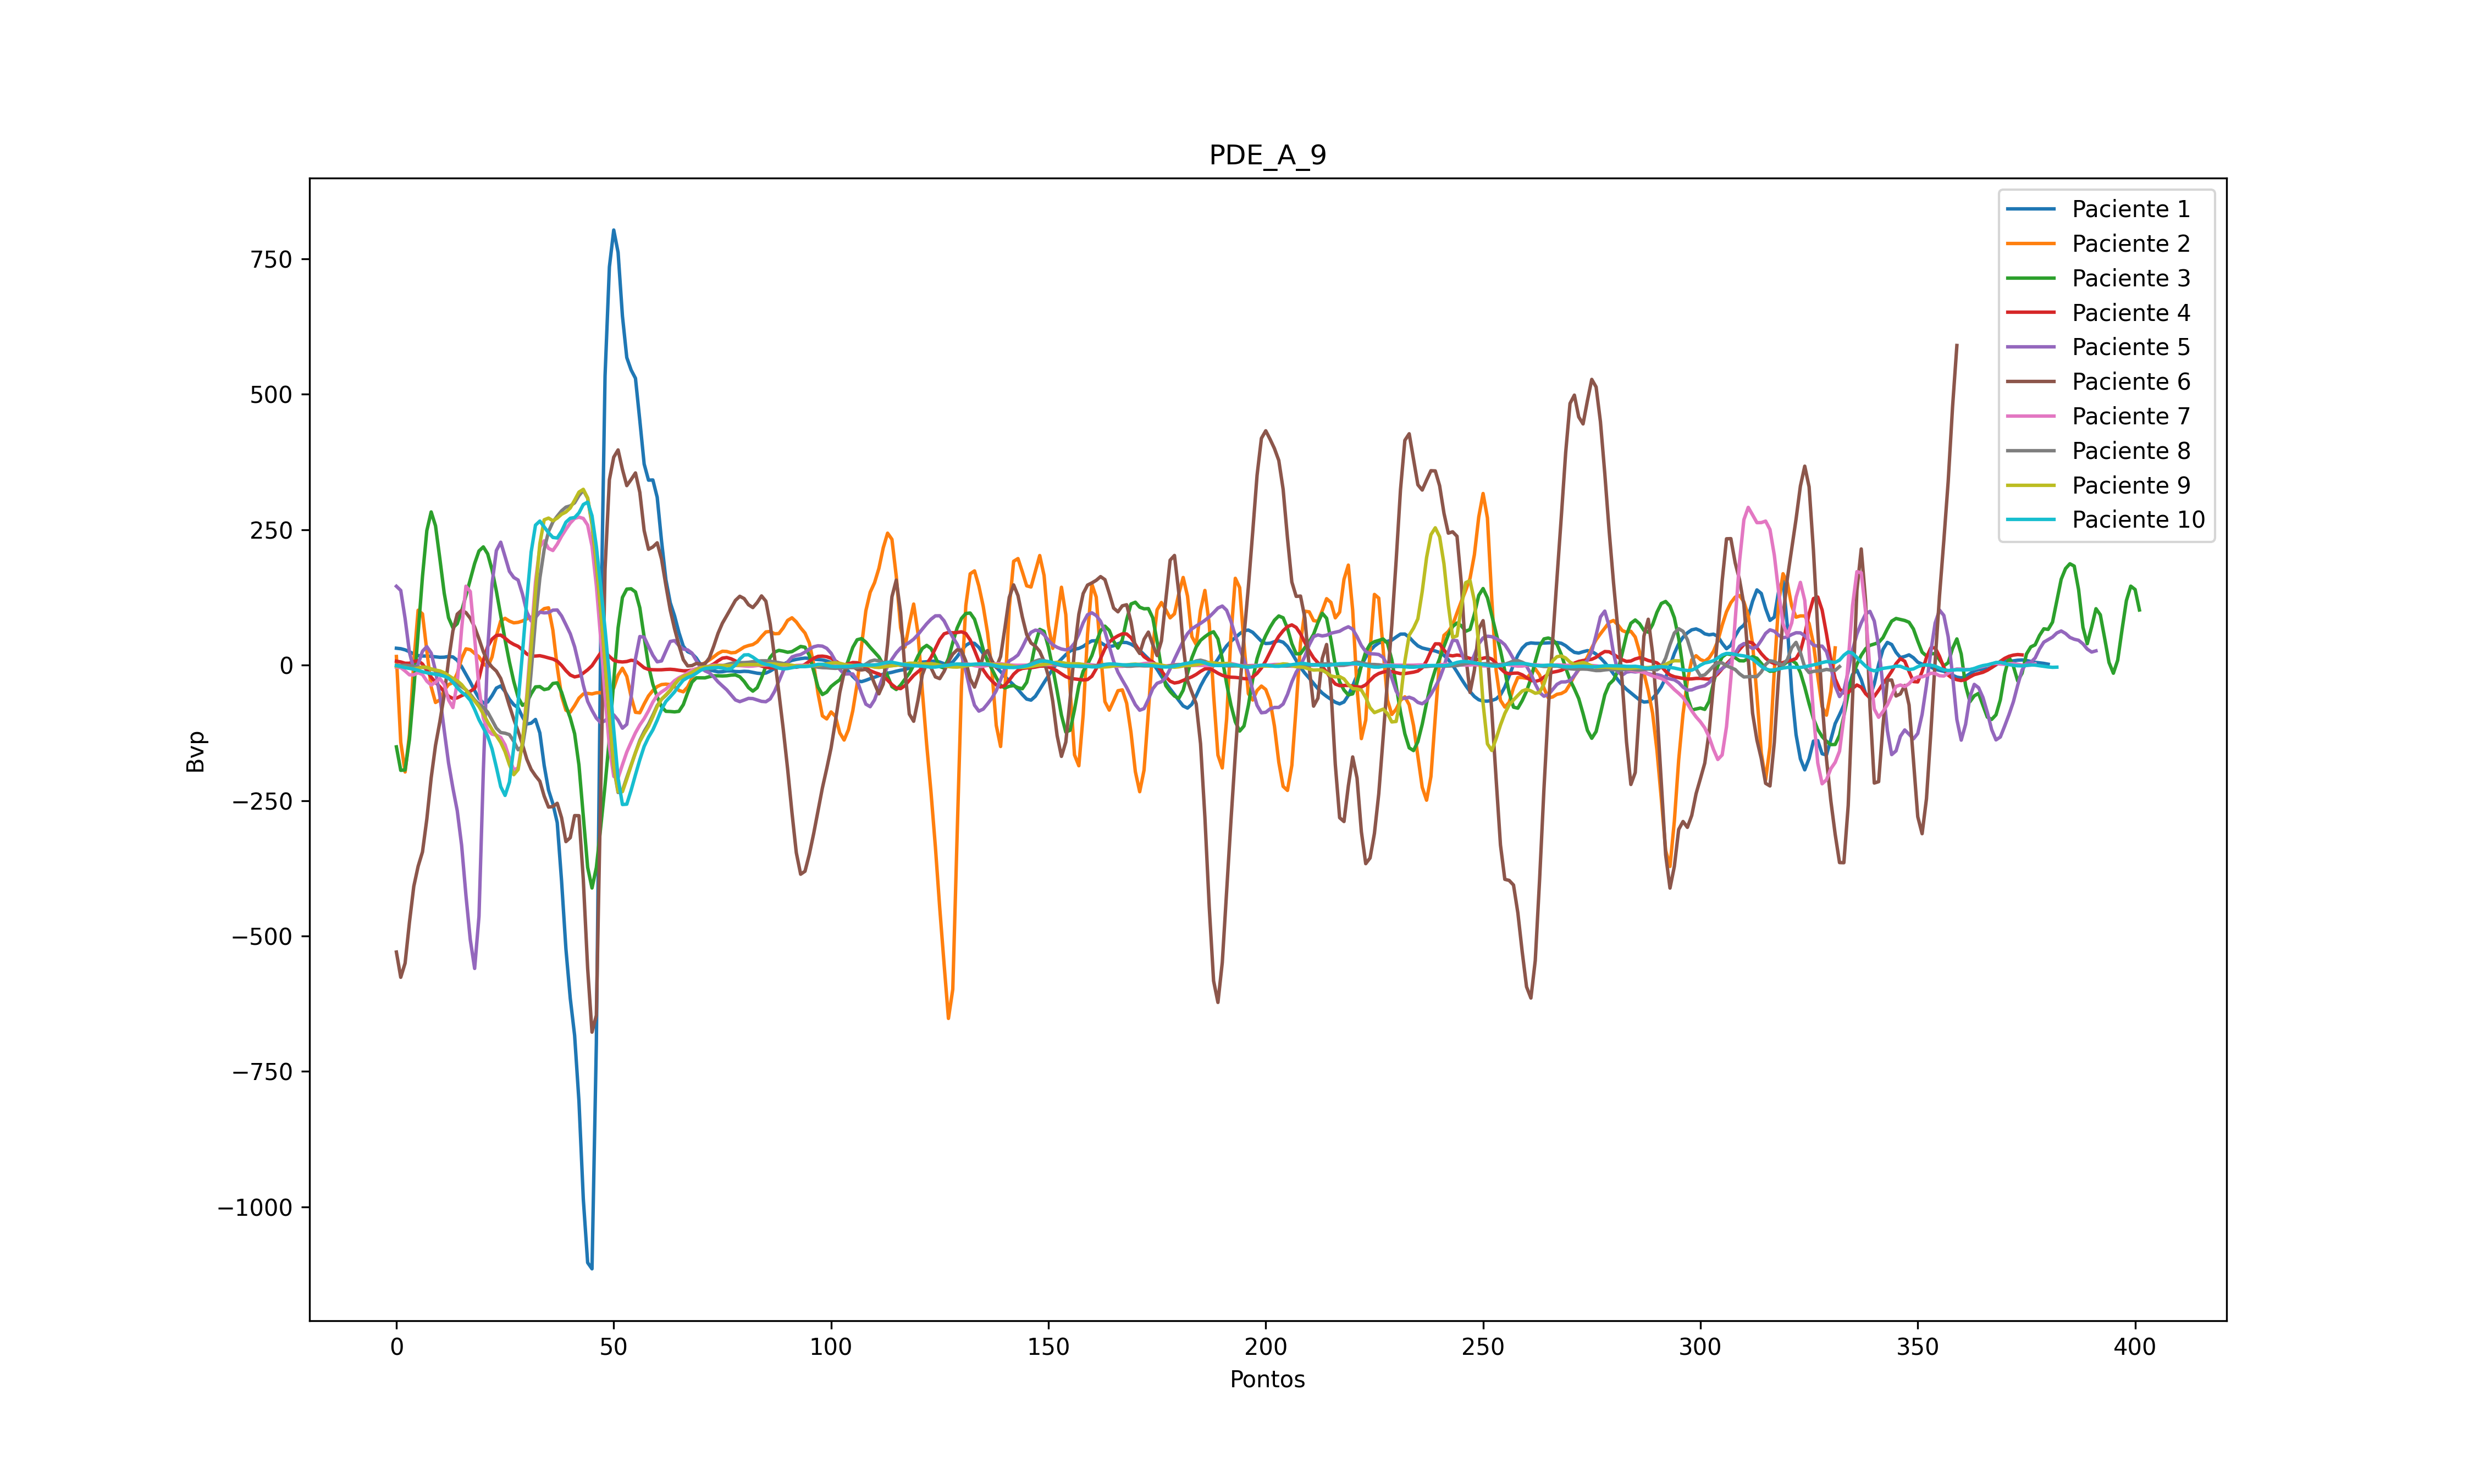 PDE_A_9
Paciente 1
Paciente 2
Paciente 3
Paciente 4
Paciente 5
Paciente 6
Paciente 7
Paciente 8
Paciente 9
Paciente 10
750
500
250
0
−250
−500
−750
−1000
Bvp
0 50 100 150 200 250 300 350 400
Pontos